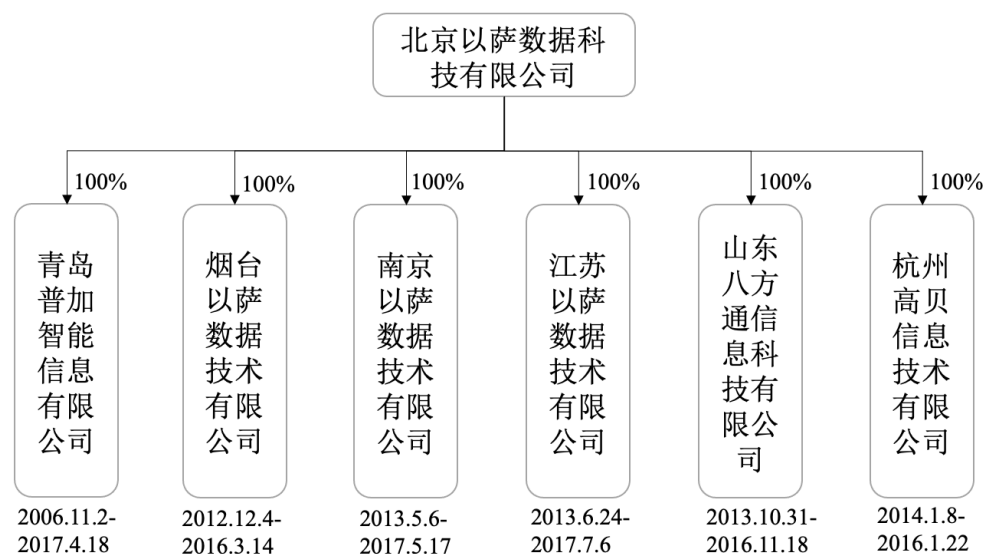 北京以萨数据科
技有限公司
100%
100%
100%
100%
100%
100%
青岛
普加
智能
信息
有限
公司
烟台
以萨
数据
技术
有限
公司
南京
以萨
数据
技术
有限
公司
江苏
以萨
数据
技术
有限
公司
山东
八方
通信
息科
技有
限公
司
杭州
高贝
信息
技术
有限
公司
2006.11.2-
2017.4.18
2012.12.4-
2016.3.14
2013.5.6-
2017.5.17
2013.6.24-
2017.7.6
2013.10.31-
2016.11.18
2014.1.8-
2016.1.22